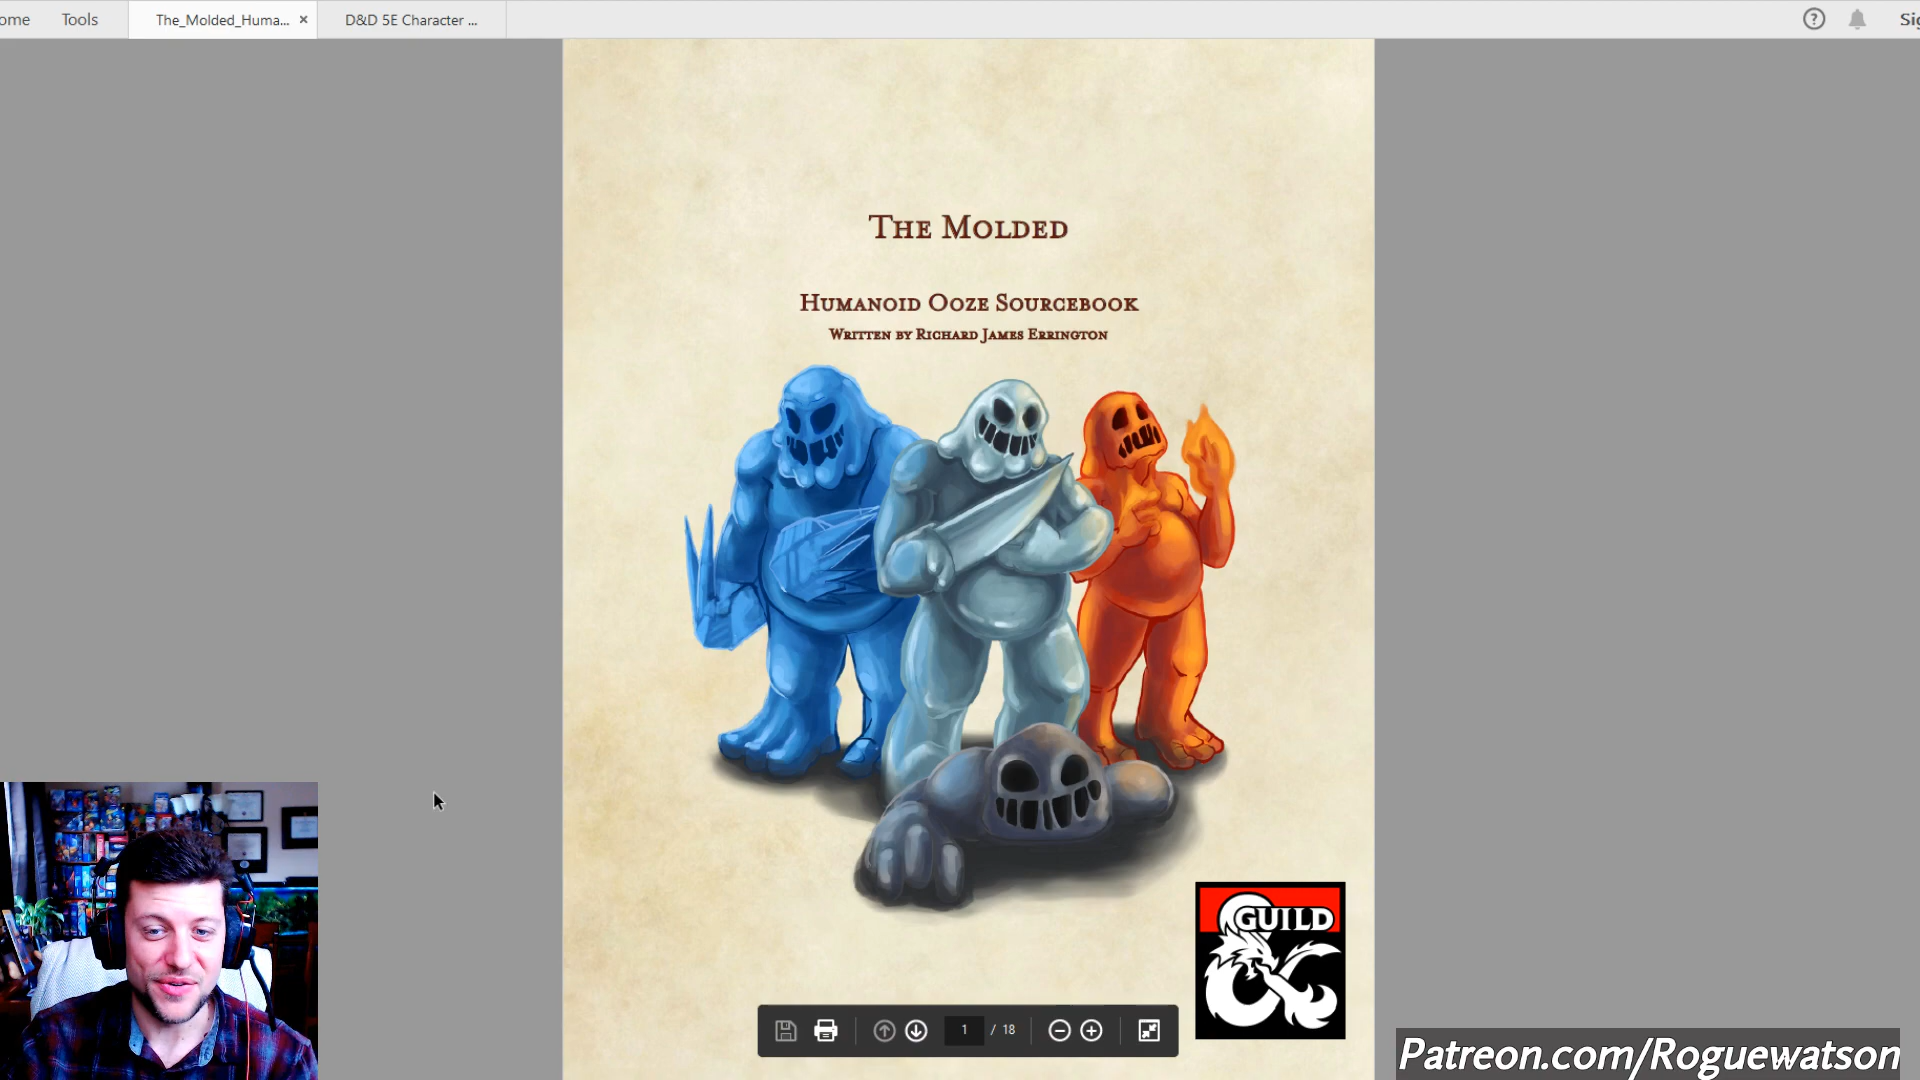 ome Tools The_Molded_Huma... × D&D 5E Character ... ? Sig
The Molded
Humanoid Ooze Sourcebook
Written by Richard James Errington
GUILD
1 / 18
Patreon.com/Roguewatson